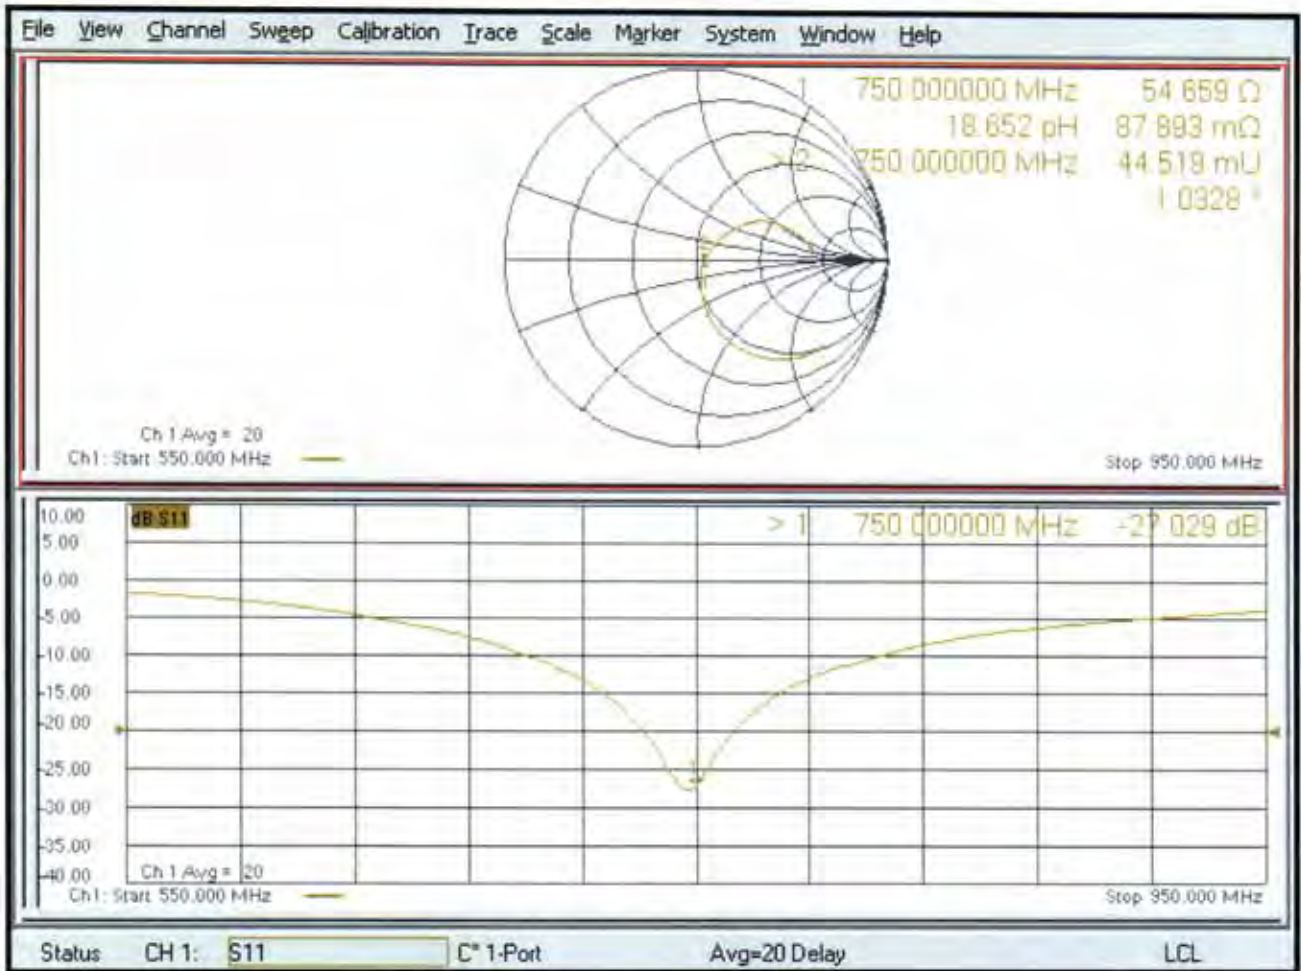 File View Channel Sweep Calibration Trace Scale Marker System Window Help
1 750.000000 MHz 54.659 Ω
18.652 pH 87.893 mΩ
> 2 750.000000 MHz 44.519 mU
1.0328 °
Ch 1 Avg = 20
Ch1: Start 550.000 MHz Stop 950.000 MHz
10.00 dB S11 > 1 750.000000 MHz -27.029 dB
5.00
0.00
-5.00
-10.00
-15.00
-20.00
-25.00
-30.00
-35.00
-40.00
1
Ch 1 Avg = 20
Ch1: Start 550.000 MHz Stop 950.000 MHz
Status CH 1: S11 C* 1-Port Avg=20 Delay LCL